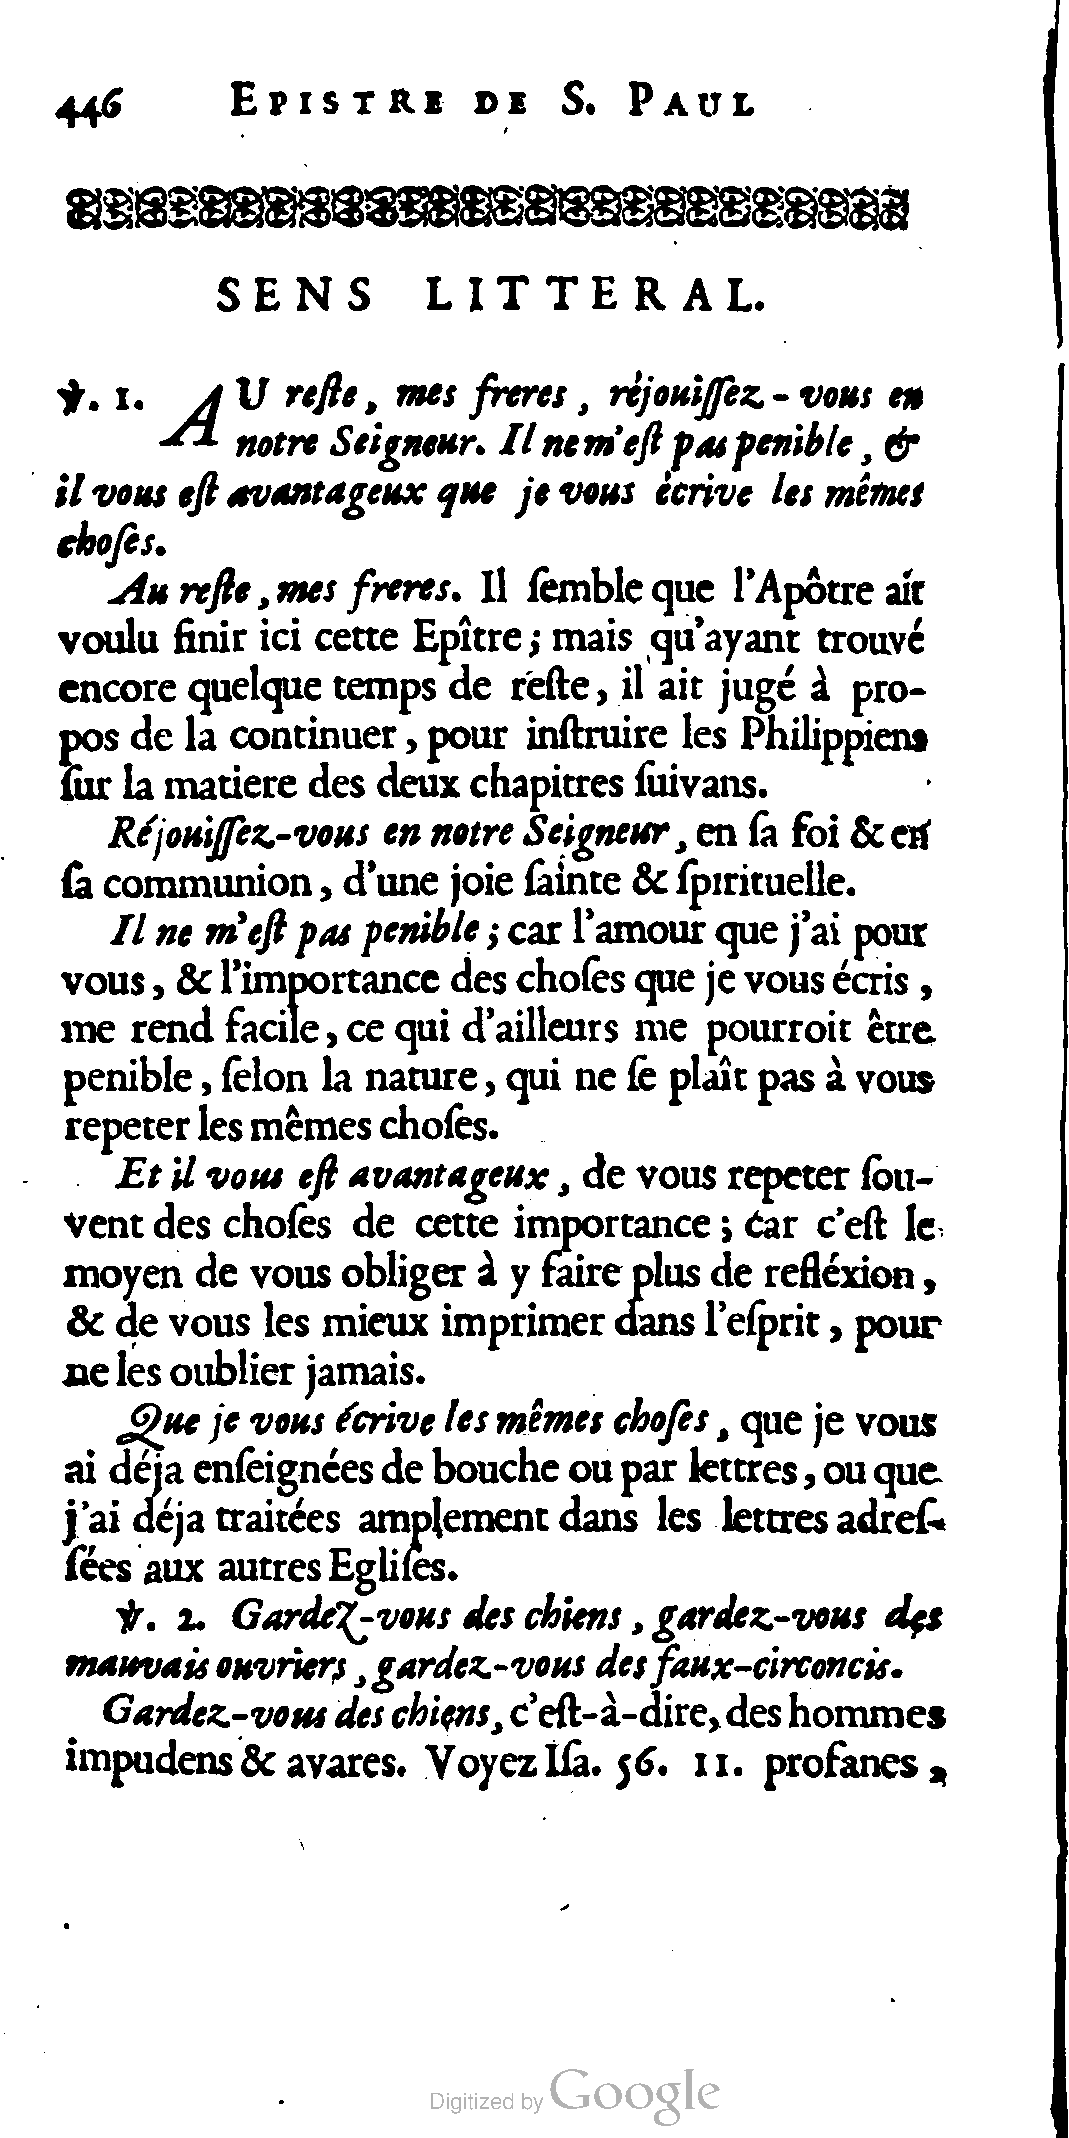 446 EPISTRE DE S. PAUL
SENS LITTERAL.
℣. 1. AU reſte, mes freres, réjouiſſez-vous en
notre Seigneur. Il ne m'eſt pas penible, &
il vous eſt avantageux que je vous écrive les mêmes
choſes.
Au reſte, mes freres. Il ſemble que l'Apôtre ait
voulu finir ici cette Epître; mais qu'ayant trouvé
encore quelque temps de reſte, il ait jugé à pro-
pos de la continuer, pour inſtruire les Philippiens
ſur la matiere des deux chapitres ſuivans.
Réjouiſſez-vous en notre Seigneur, en ſa foi & en
ſa communion, d'une joie ſainte & ſpirituelle.
Il ne m'eſt pas penible; car l'amour que j'ai pour
vous, & l'importance des choſes que je vous écris,
me rend facile, ce qui d'ailleurs me pourroit être
penible, ſelon la nature, qui ne ſe plaît pas à vous
repeter les mêmes choſes.
Et il vous eſt avantageux, de vous repeter ſou-
vent des choſes de cette importance; car c'eſt le
moyen de vous obliger à y faire plus de refléxion,
& de vous les mieux imprimer dans l'eſprit, pour
ne les oublier jamais.
Que je vous écrive les mêmes choſes, que je vous
ai déja enſeignées de bouche ou par lettres, ou que
j'ai déja traitées amplement dans les lettres adreſ-
ſées aux autres Egliſes.
℣. 2. Gardez-vous des chiens, gardez-vous des
mauvais ouvriers, gardez-vous des faux-circoncis.
Gardez-vous des chiens, c'eſt-à-dire, des hommes
impudens & avares. Voyez Iſa. 56. 11. profanes,
Digitized by Google